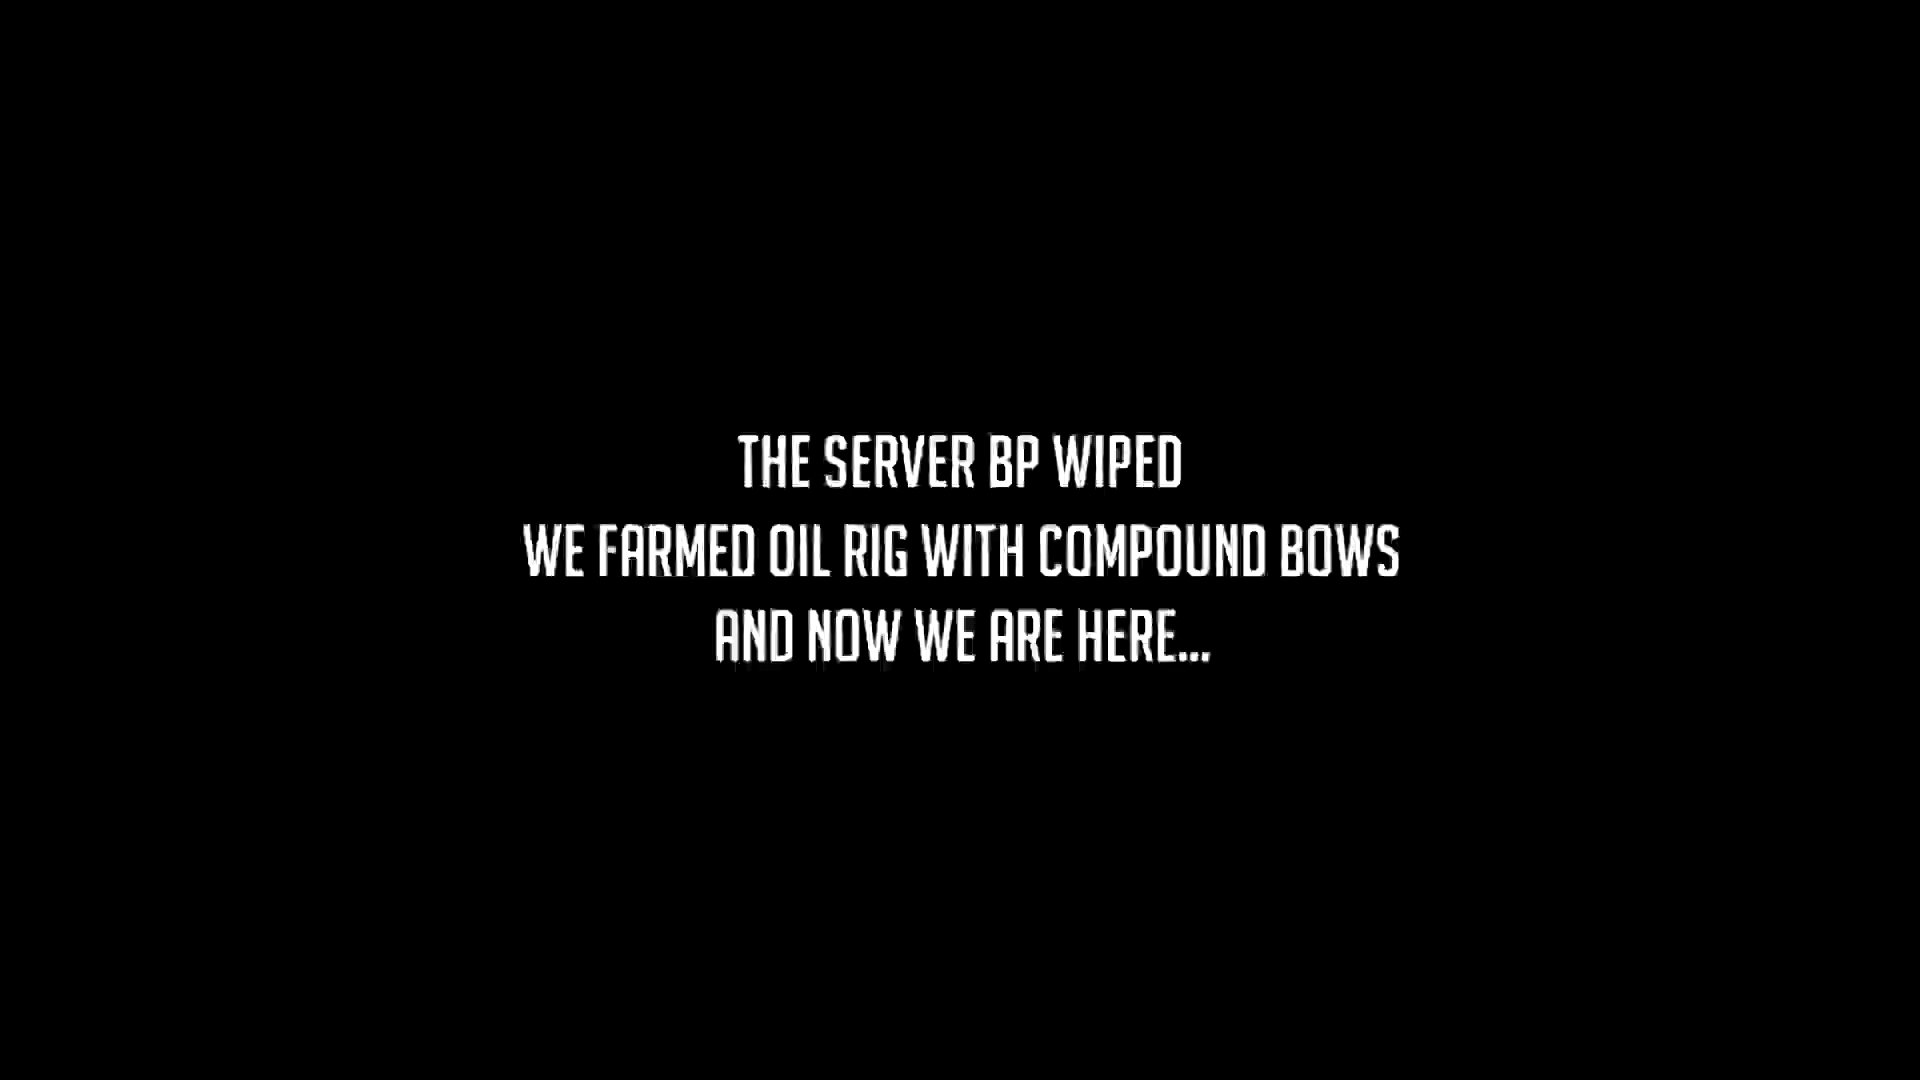 THE SERVER BP WIPED
WE FARMED OIL RIG WITH COMPOUND BOWS
AND NOW WE ARE HERE...